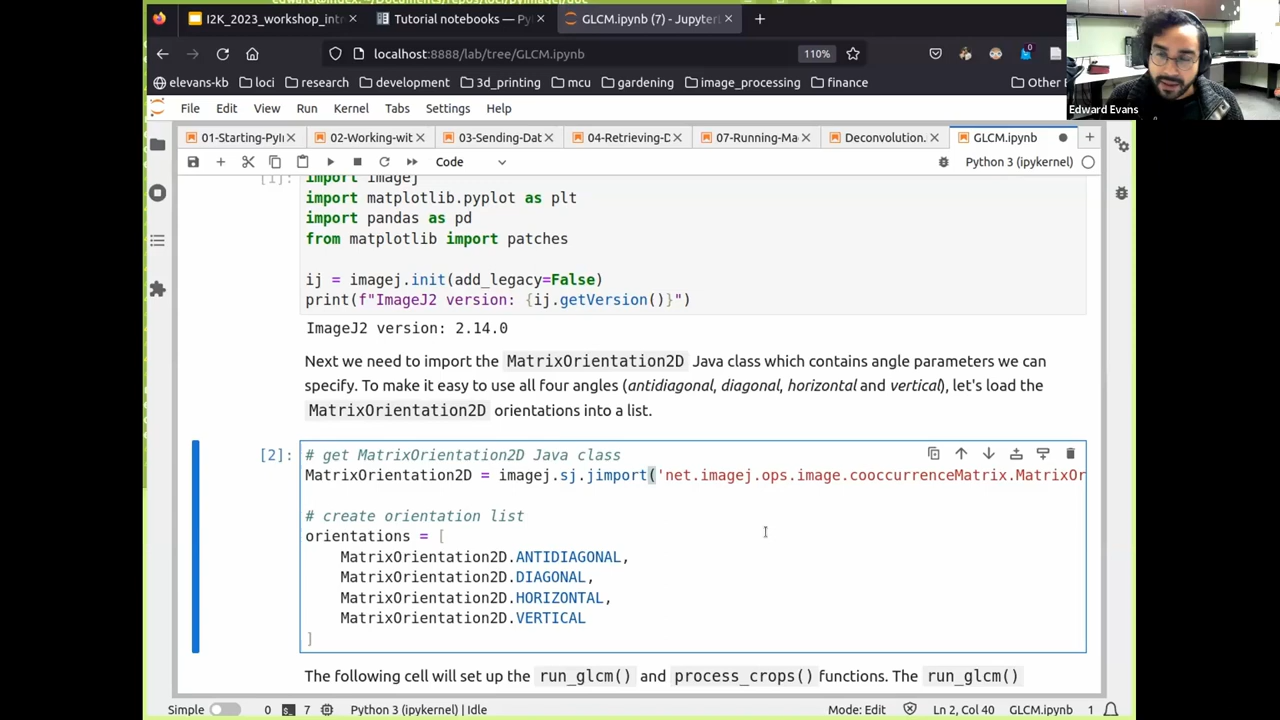 I2K_2023_workshop_intr
Tutorial notebooks — Py
GLCM.ipynb (7) - Jupyter
localhost:8888/lab/tree/GLCM.ipynb
110%
0
elevans-kb
loci
research
development
3d_printing
mcu
gardening
image_processing
finance
Other
Edward Evans
File Edit View Run Kernel Tabs Settings Help
01-Starting-PyI
02-Working-wit
03-Sending-Dat
04-Retrieving-D
07-Running-Ma
Deconvolution.
GLCM.ipynb
Code
Python 3 (ipykernel)
[1]:
import imagej
import matplotlib.pyplot as plt
import pandas as pd
from matplotlib import patches
ij = imagej.init(add_legacy=False)
print(f"ImageJ2 version: {ij.getVersion()}")
ImageJ2 version: 2.14.0
Next we need to import the MatrixOrientation2D Java class which contains angle parameters we can
specify. To make it easy to use all four angles (antidiagonal, diagonal, horizontal and vertical), let's load the
MatrixOrientation2D orientations into a list.
[2]:
# get MatrixOrientation2D Java class
MatrixOrientation2D = imagej.sj.jimport('net.imagej.ops.image.cooccurrenceMatrix.MatrixOr
# create orientation list
orientations = [
MatrixOrientation2D.ANTIDIAGONAL,
MatrixOrientation2D.DIAGONAL,
MatrixOrientation2D.HORIZONTAL,
MatrixOrientation2D.VERTICAL
]
The following cell will set up the run_glcm() and process_crops() functions. The run_glcm()
Simple 0 7 Python 3 (ipykernel) | Idle Mode: Edit Ln 2, Col 40 GLCM.ipynb 1